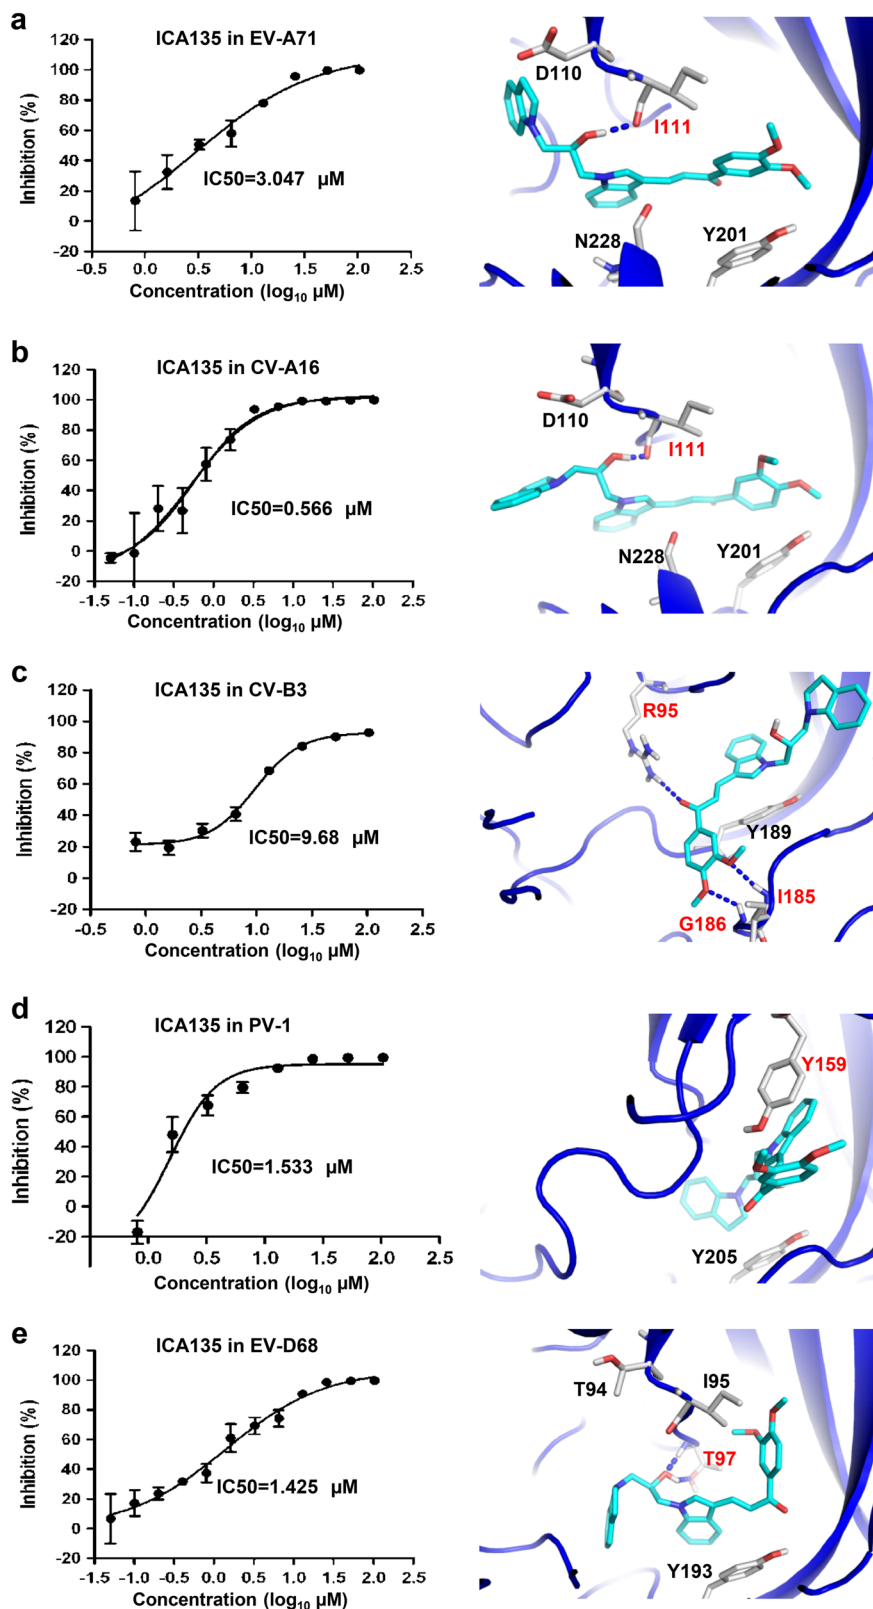 a
ICA135 in EV-A71
Inhibition (%)
120
100
80
60
40
20
0
-20
IC50=3.047 μM
-0.5 0.0 0.5 1.0 1.5 2.0 2.5
Concentration (log10 μM)
D110
I111
N228
Y201
b
ICA135 in CV-A16
Inhibition (%)
120
100
80
60
40
20
0
-20
IC50=0.566 μM
-1.5 -1.0 -0.5 0.0 0.5 1.0 1.5 2.0 2.5
Concentration (log10 μM)
D110
I111
N228
Y201
c
ICA135 in CV-B3
Inhibition (%)
120
100
80
60
40
20
0
-20
IC50=9.68 μM
-0.5 0.0 0.5 1.0 1.5 2.0 2.5
Concentration (log10 μM)
R95
Y189
I185
G186
d
ICA135 in PV-1
Inhibition (%)
120
100
80
60
40
20
0
-20
IC50=1.533 μM
0.0 0.5 1.0 1.5 2.0 2.5
Concentration (log10 μM)
Y159
Y205
e
ICA135 in EV-D68
Inhibition (%)
120
100
80
60
40
20
0
-20
IC50=1.425 μM
-1.5 -1.0 -0.5 0.0 0.5 1.0 1.5 2.0 2.5
Concentration (log10 μM)
T94
I95
T97
Y193